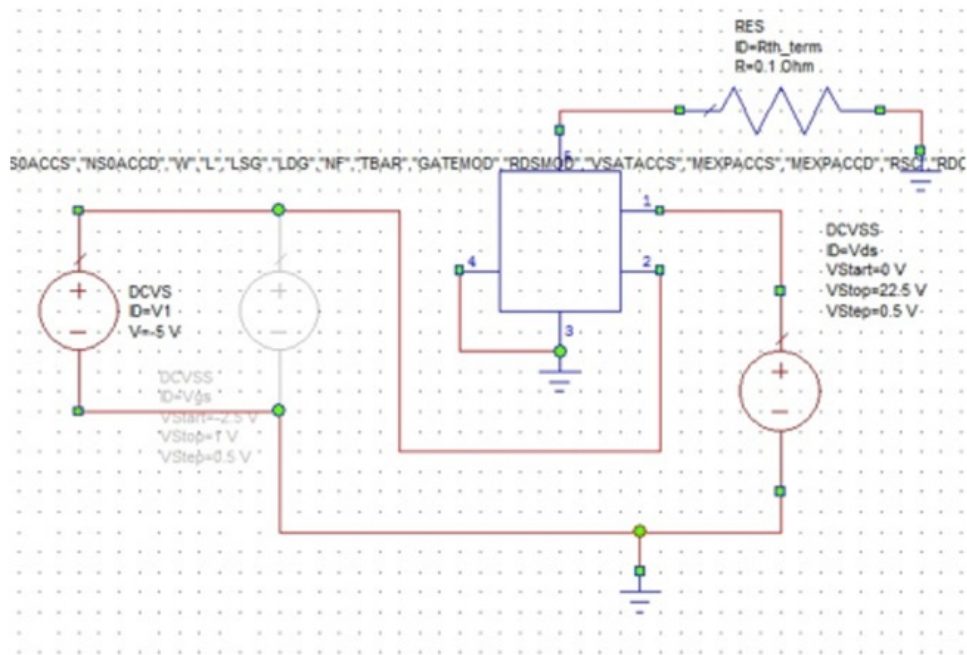 RES
ID=Rth_term
R=0.1 Ohm
S0ACCS","NS0ACCD","W","L","LSG","LDG","NF","TBAR","GATEMOD","RDSMOD","VSATACCS","MEXPACCS","MEXPACCD","RSC","RDC
5
1
2
3
4
DCVS
ID=V1
V=-5 V
DCVSS
ID=Vgs
VStart=-2.5 V
VStop=1 V
VStep=0.5 V
DCVSS
ID=Vds
VStart=0 V
VStop=22.5 V
VStep=0.5 V